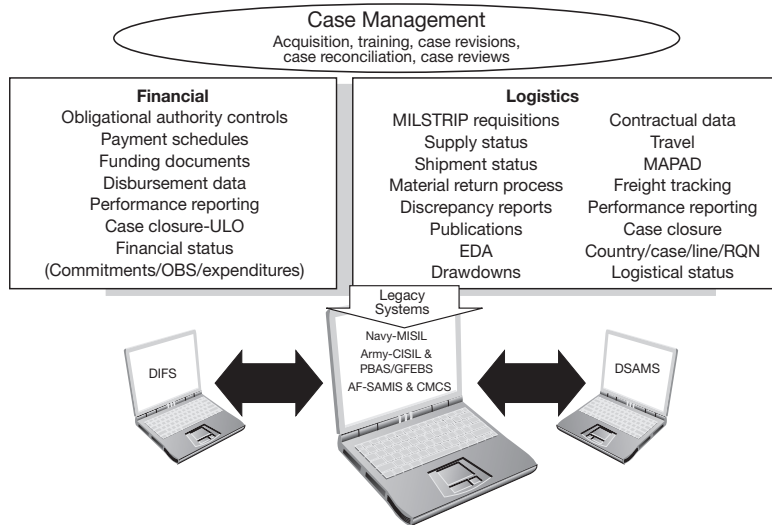 Case Management
Acquisition, training, case revisions,
case reconciliation, case reviews
Financial
Obligational authority controls
Payment schedules
Funding documents
Disbursement data
Performance reporting
Case closure-ULO
Financial status
(Commitments/OBS/expenditures)
Logistics
MILSTRIP requisitions
Supply status
Shipment status
Material return process
Discrepancy reports
Publications
EDA
Drawdowns
Contractual data
Travel
MAPAD
Freight tracking
Performance reporting
Case closure
Country/case/line/RQN
Logistical status
Legacy
Systems
DIFS
Navy-MISIL
Army-CISIL &
PBAS/GFEBS
AF-SAMIS & CMCS
DSAMS